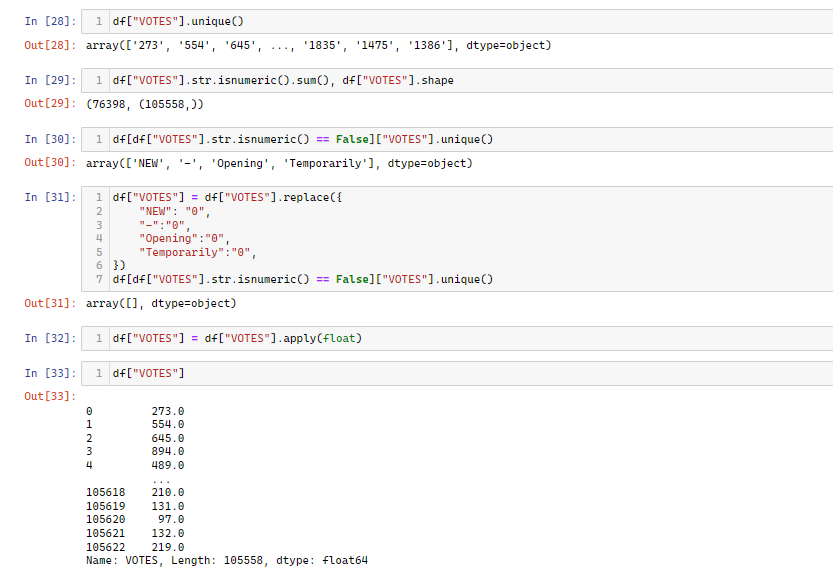 In [28]: 1 df["VOTES"].unique()
Out[28]: array(['273', '554', '645', ..., '1835', '1475', '1386'], dtype=object)
In [29]: 1 df["VOTES"].str.isnumeric().sum(), df["VOTES"].shape
Out[29]: (76398, (105558,))
In [30]: 1 df[df["VOTES"].str.isnumeric() == False]["VOTES"].unique()
Out[30]: array(['NEW', '-', 'Opening', 'Temporarily'], dtype=object)
In [31]: 1 df["VOTES"] = df["VOTES"].replace({
2 "NEW": "0",
3 "-":"0",
4 "Opening":"0",
5 "Temporarily":"0",
6 })
7 df[df["VOTES"].str.isnumeric() == False]["VOTES"].unique()
Out[31]: array([], dtype=object)
In [32]: 1 df["VOTES"] = df["VOTES"].apply(float)
In [33]: 1 df["VOTES"]
Out[33]:
0 273.0
1 554.0
2 645.0
3 894.0
4 489.0
...
105618 210.0
105619 131.0
105620 97.0
105621 132.0
105622 219.0
Name: VOTES, Length: 105558, dtype: float64